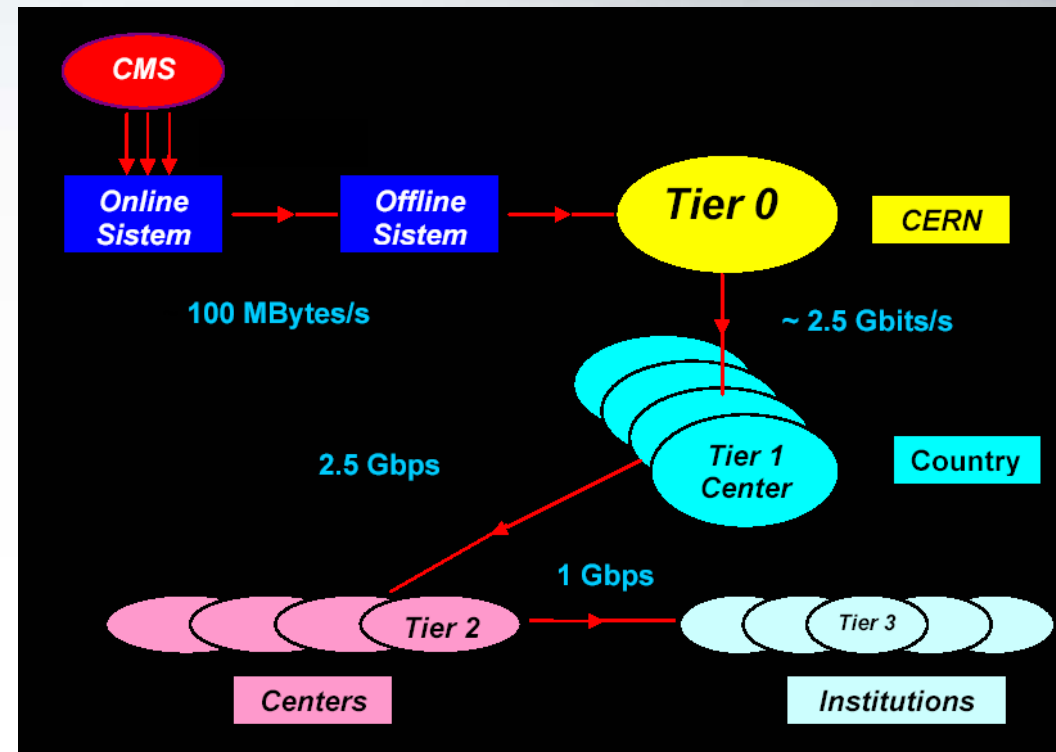 CMS
Online
Sistem
Offline
Sistem
Tier 0
CERN
100 MBytes/s
~ 2.5 Gbits/s
2.5 Gbps
Tier 1
Center
Country
1 Gbps
Tier 2
Tier 3
Centers
Institutions